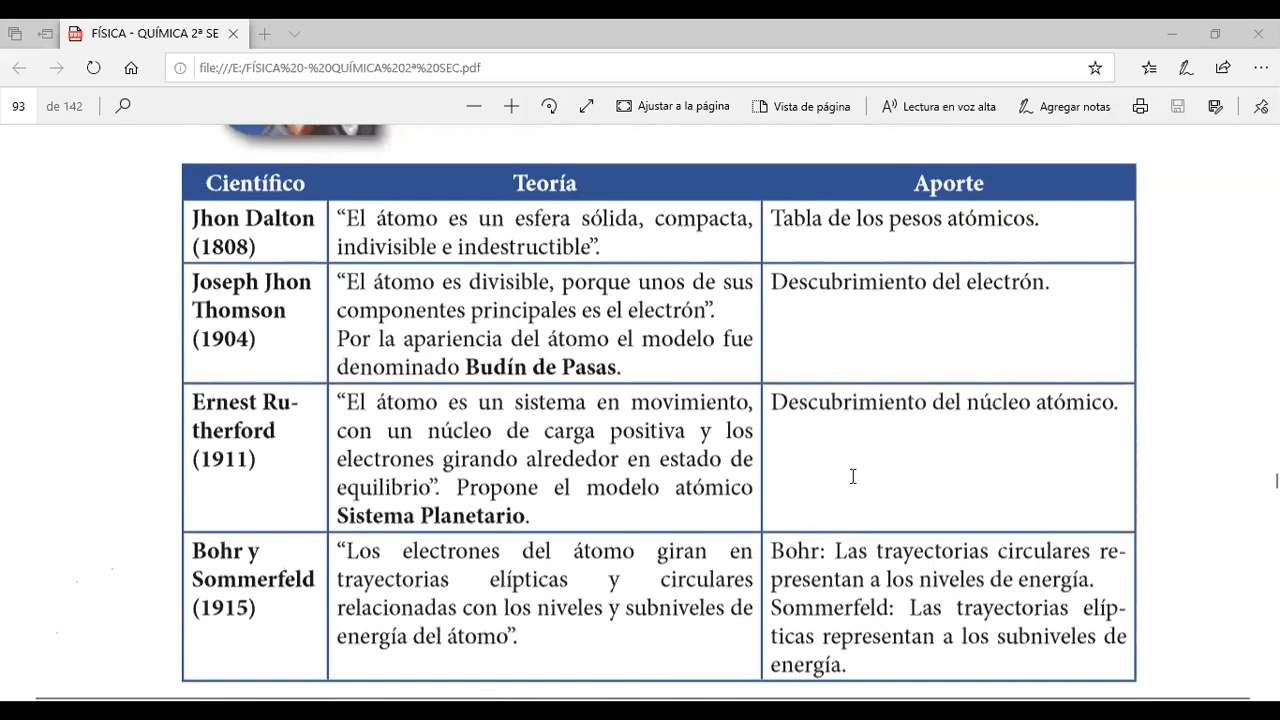 FÍSICA - QUÍMICA 2ª SE
file:///E:/FÍSICA%20-%20QUÍMICA%202ª%20SEC.pdf
93 de 142
Ajustar a la página
Vista de página
Lectura en voz alta
Agregar notas
Científico
Teoría
Aporte
Jhon Dalton
(1808)
“El átomo es un esfera sólida, compacta,
indivisible e indestructible”.
Tabla de los pesos atómicos.
Joseph Jhon
Thomson
(1904)
“El átomo es divisible, porque unos de sus
componentes principales es el electrón”.
Por la apariencia del átomo el modelo fue
denominado Budín de Pasas.
Descubrimiento del electrón.
Ernest Ru-
therford
(1911)
“El átomo es un sistema en movimiento,
con un núcleo de carga positiva y los
electrones girando alrededor en estado de
equilibrio”. Propone el modelo atómico
Sistema Planetario.
Descubrimiento del núcleo atómico.
Bohr y
Sommerfeld
(1915)
“Los electrones del átomo giran en
trayectorias elípticas y circulares
relacionadas con los niveles y subniveles de
energía del átomo”.
Bohr: Las trayectorias circulares re-
presentan a los niveles de energía.
Sommerfeld: Las trayectorias elíp-
ticas representan a los subniveles de
energía.